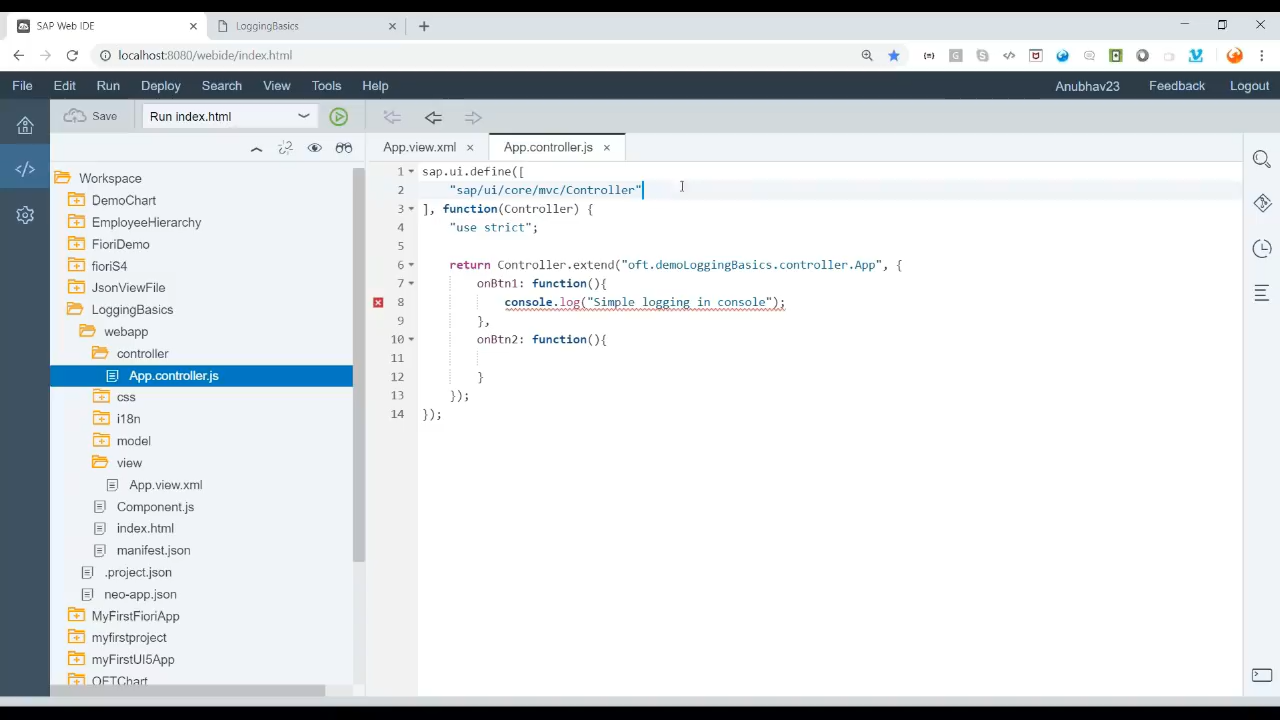 SAP Web IDE
LoggingBasics
localhost:8080/webide/index.html
File Edit Run Deploy Search View Tools Help Anubhav23 Feedback Logout
Save Run index.html
App.view.xml App.controller.js
Workspace
DemoChart
EmployeeHierarchy
FioriDemo
fioriS4
JsonViewFile
LoggingBasics
webapp
controller
App.controller.js
css
i18n
model
view
App.view.xml
Component.js
index.html
manifest.json
.project.json
neo-app.json
MyFirstFioriApp
myfirstproject
myFirstUI5App
OFTChart
1 sap.ui.define([
2 "sap/ui/core/mvc/Controller"
3 ], function(Controller) {
4 "use strict";
5
6 return Controller.extend("oft.demoLoggingBasics.controller.App", {
7 onBtn1: function(){
8 console.log("Simple logging in console");
9 },
10 onBtn2: function(){
11
12 }
13 });
14 });